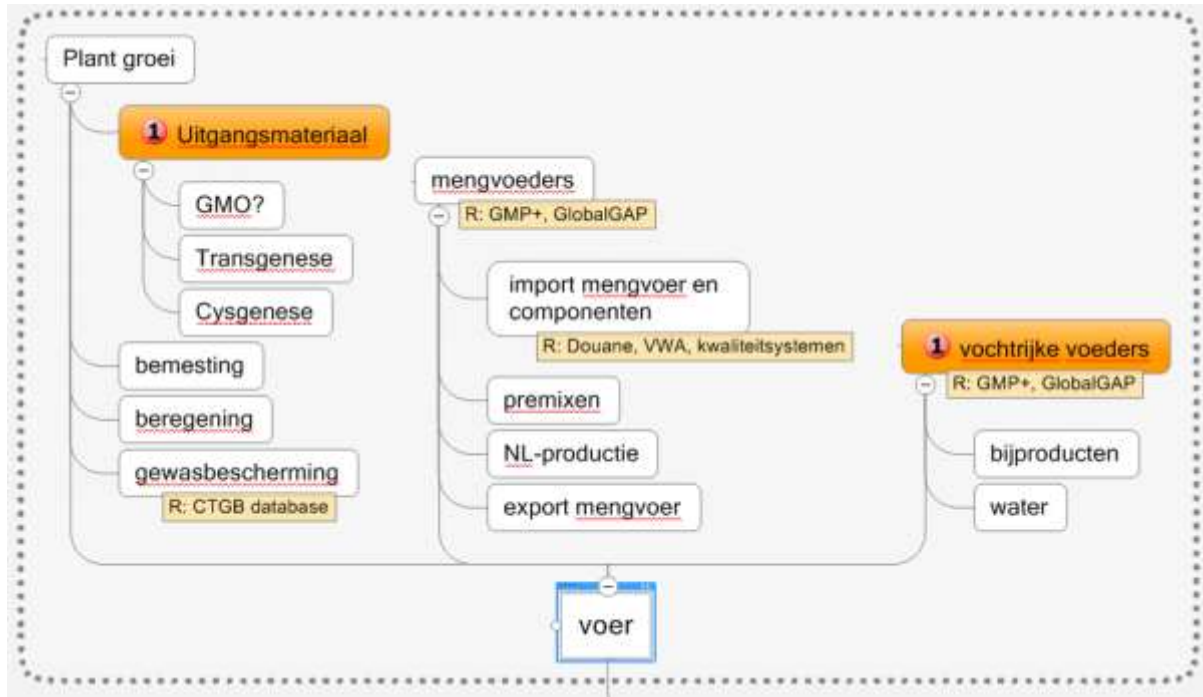 Plant groei
1 Uitgangsmateriaal
GMO?
Transgenese
Cysgenese
bemesting
beregening
gewasbescherming
R: CTGB database
mengvoeders
R: GMP+, GlobalGAP
import mengvoer en
componenten
R: Douane, VWA, kwaliteitsystemen
premixen
NL-productie
export mengvoer
1 vochtrijke voeders
R: GMP+, GlobalGAP
bijproducten
water
voer